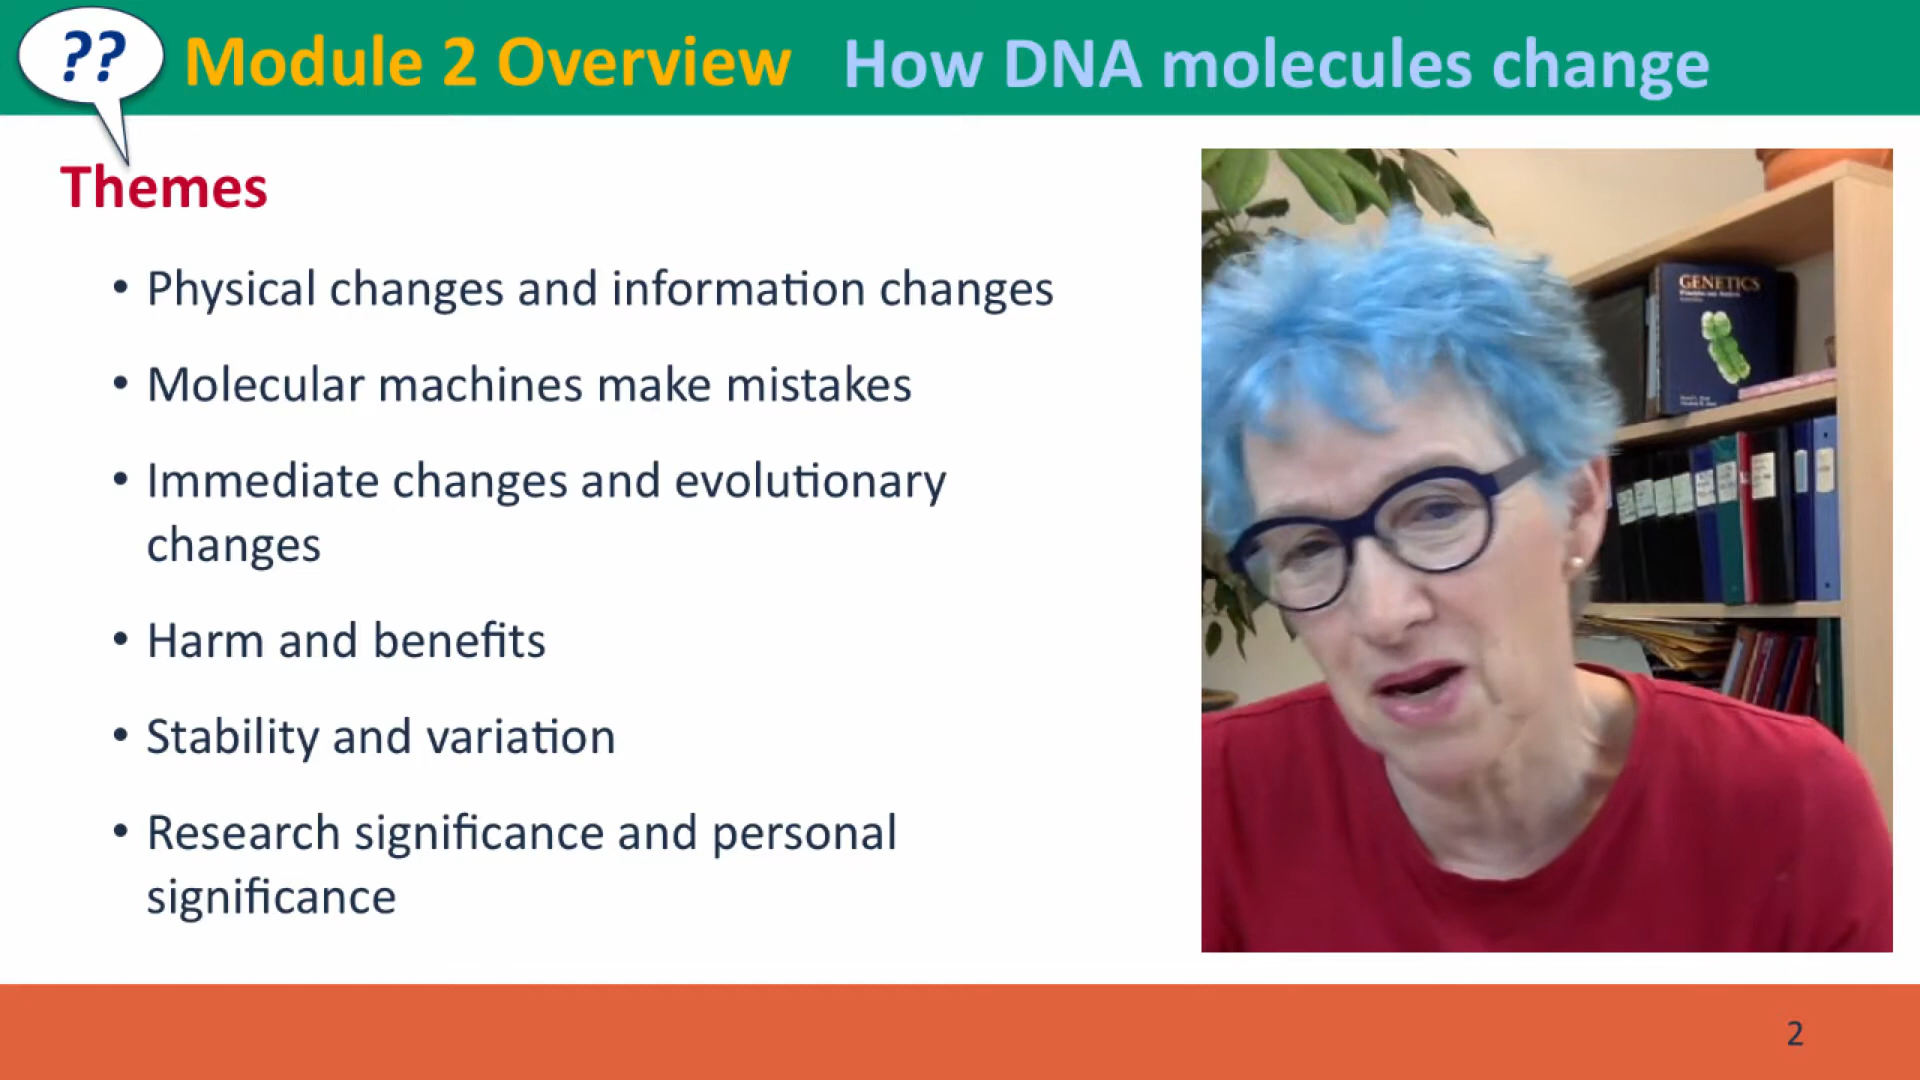 ??
Module 2 Overview How DNA molecules change
Themes
• Physical changes and information changes
• Molecular machines make mistakes
• Immediate changes and evolutionary
changes
• Harm and benefits
• Stability and variation
• Research significance and personal
significance
GENETICS
2